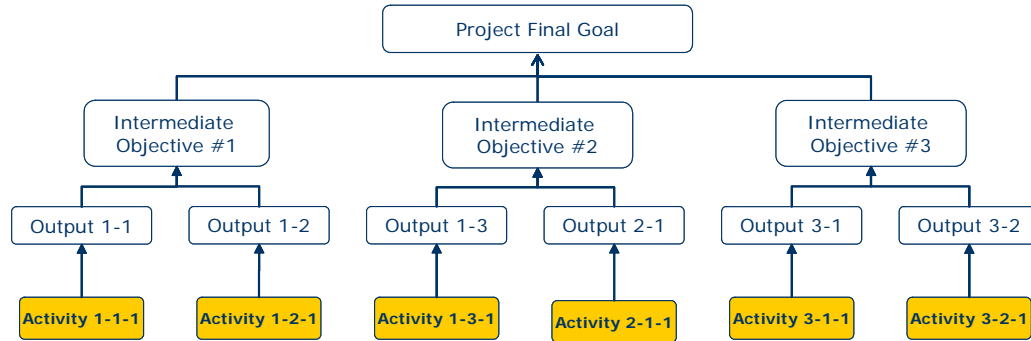 Project Final Goal
Intermediate
Objective #1
Intermediate
Objective #2
Intermediate
Objective #3
Output 1-1
Output 1-2
Output 1-3
Output 2-1
Output 3-1
Output 3-2
Activity 1-1-1
Activity 1-2-1
Activity 1-3-1
Activity 2-1-1
Activity 3-1-1
Activity 3-2-1